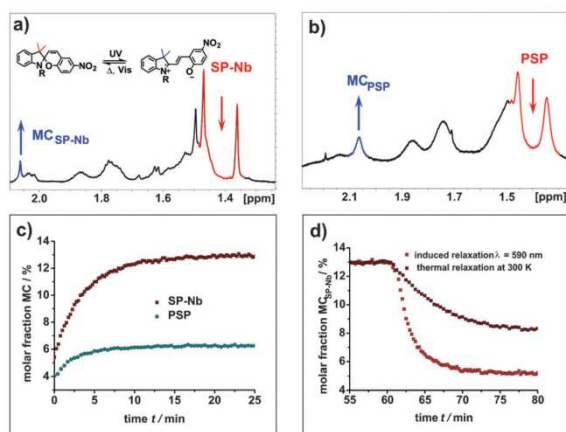 a)
UV
Δ, Vis
NO₂
N
R
O
NO₂
N⁺
R
O⁻
SP-Nb
MC_SP-Nb
2.0 1.8 1.6 1.4 [ppm]
b)
PSP
MC_PSP
2.1 1.9 1.7 1.5 [ppm]
c)
molar fraction MC / %
14
12
10
8
6
4
SP-Nb
PSP
0 5 10 15 20 25
time t / min
d)
molar fraction MC_SP-Nb / %
14
12
10
8
6
4
induced relaxation λ = 590 nm
thermal relaxation at 300 K
55 60 65 70 75 80
time t / min